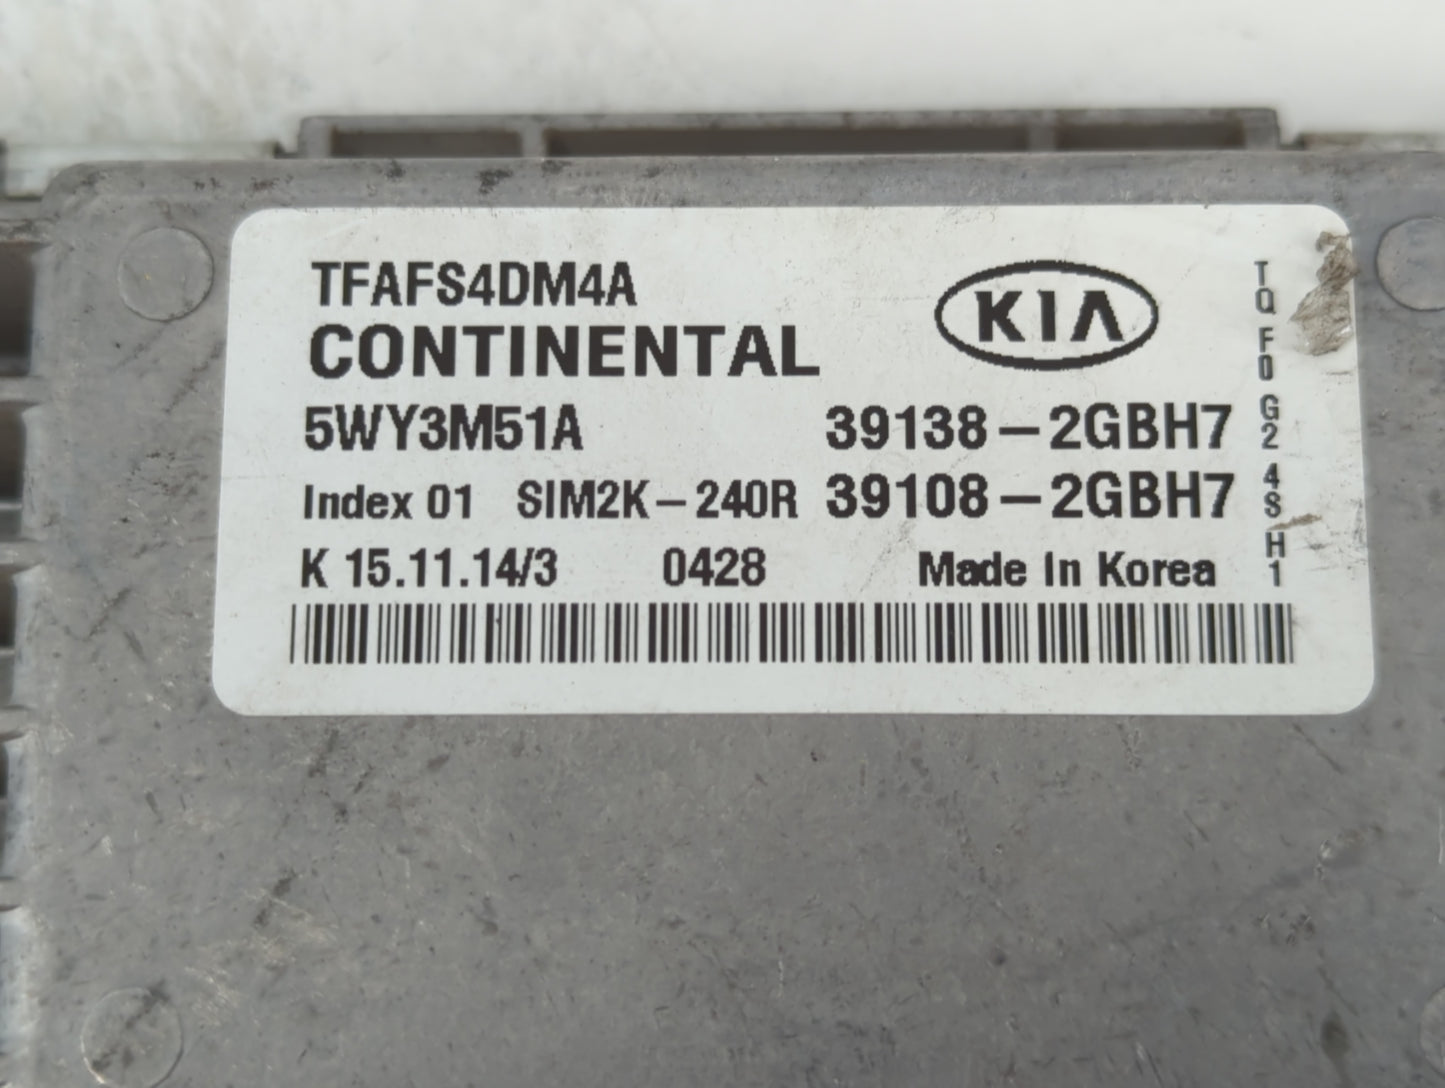 TFAFS4DM4A
CONTINENTAL
KIA
5WY3M51A 39138-2GBH7
Index 01 SIM2K-240R 39108-2GBH7
K 15.11.14/3 0428 Made In Korea
TQ F0 G2 4S H1